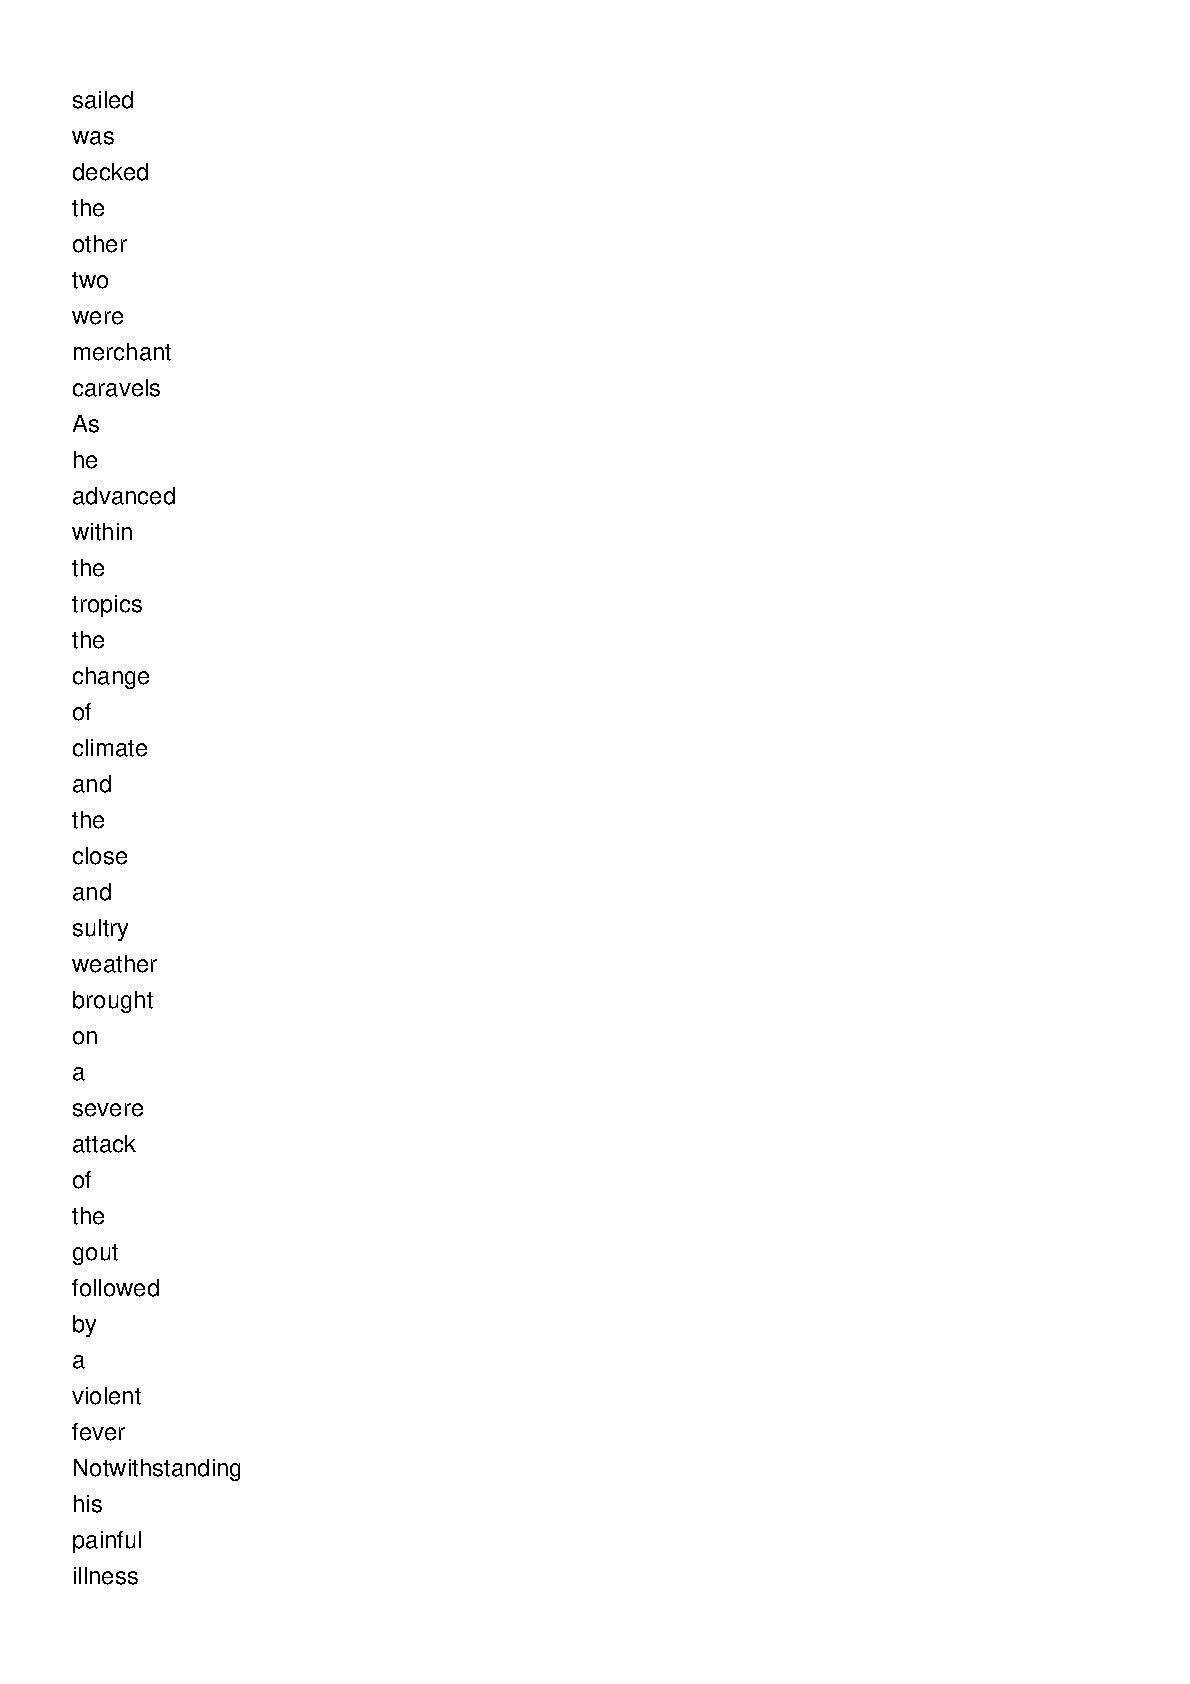 sailed
was
decked
the
other
two
were
merchant
caravels
As
he
advanced
within
the
tropics
the
change
of
climate
and
the
close
and
sultry
weather
brought
on
a
severe
attack
of
the
gout
followed
by
a
violent
fever
Notwithstanding
his
painful
illness